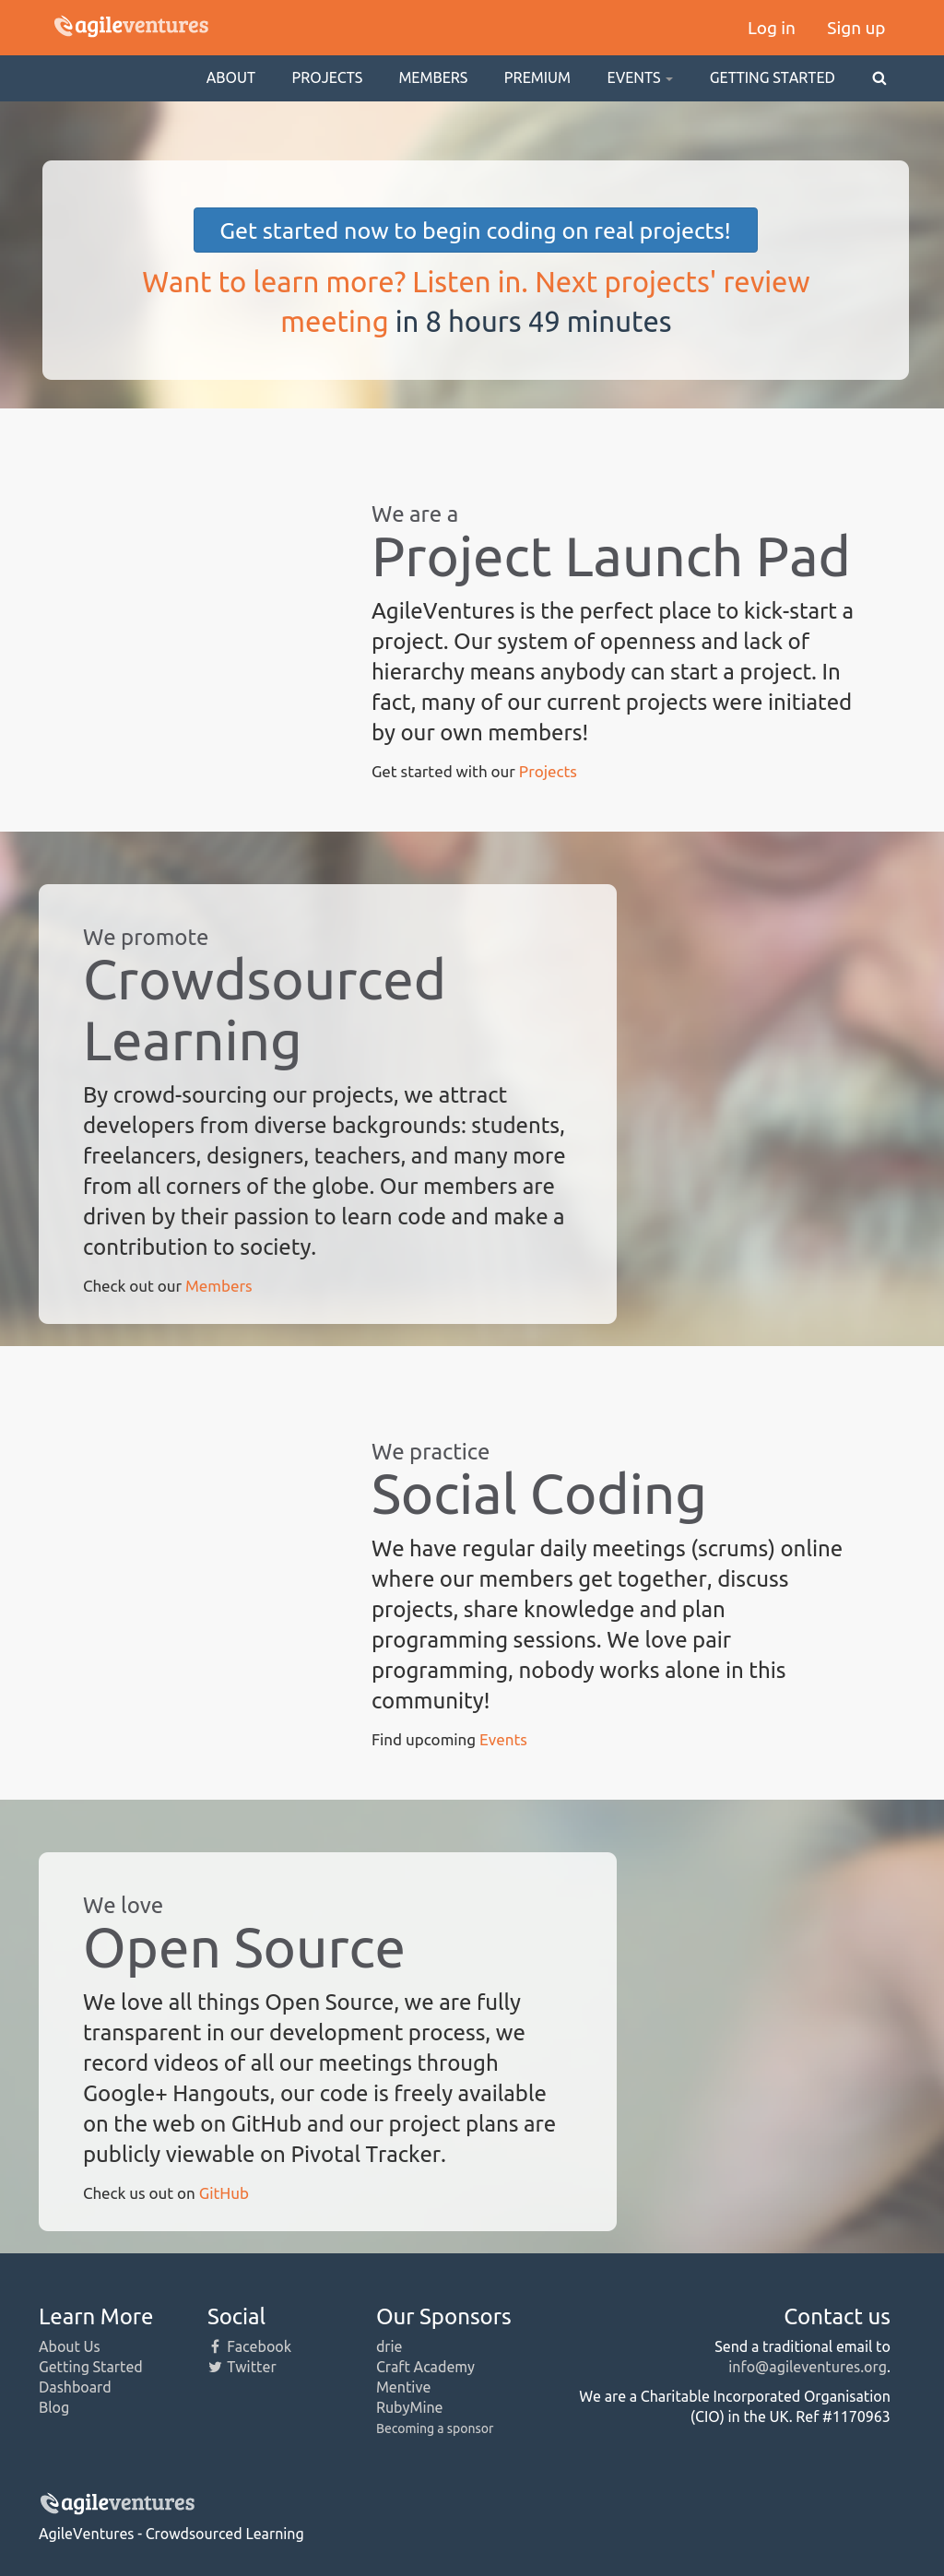 agileventures
Log in Sign up
ABOUT PROJECTS MEMBERS PREMIUM EVENTS GETTING STARTED
Get started now to begin coding on real projects!
Want to learn more? Listen in. Next projects' review
meeting in 8 hours 49 minutes
We are a
Project Launch Pad
AgileVentures is the perfect place to kick-start a
project. Our system of openness and lack of
hierarchy means anybody can start a project. In
fact, many of our current projects were initiated
by our own members!
Get started with our Projects
We promote
Crowdsourced
Learning
By crowd-sourcing our projects, we attract
developers from diverse backgrounds: students,
freelancers, designers, teachers, and many more
from all corners of the globe. Our members are
driven by their passion to learn code and make a
contribution to society.
Check out our Members
We practice
Social Coding
We have regular daily meetings (scrums) online
where our members get together, discuss
projects, share knowledge and plan
programming sessions. We love pair
programming, nobody works alone in this
community!
Find upcoming Events
We love
Open Source
We love all things Open Source, we are fully
transparent in our development process, we
record videos of all our meetings through
Google+ Hangouts, our code is freely available
on the web on GitHub and our project plans are
publicly viewable on Pivotal Tracker.
Check us out on GitHub
Learn More
About Us
Getting Started
Dashboard
Blog
Social
Facebook
Twitter
Our Sponsors
drie
Craft Academy
Mentive
RubyMine
Becoming a sponsor
Contact us
Send a traditional email to
info@agileventures.org.
We are a Charitable Incorporated Organisation
(CIO) in the UK. Ref #1170963
agileventures
AgileVentures - Crowdsourced Learning